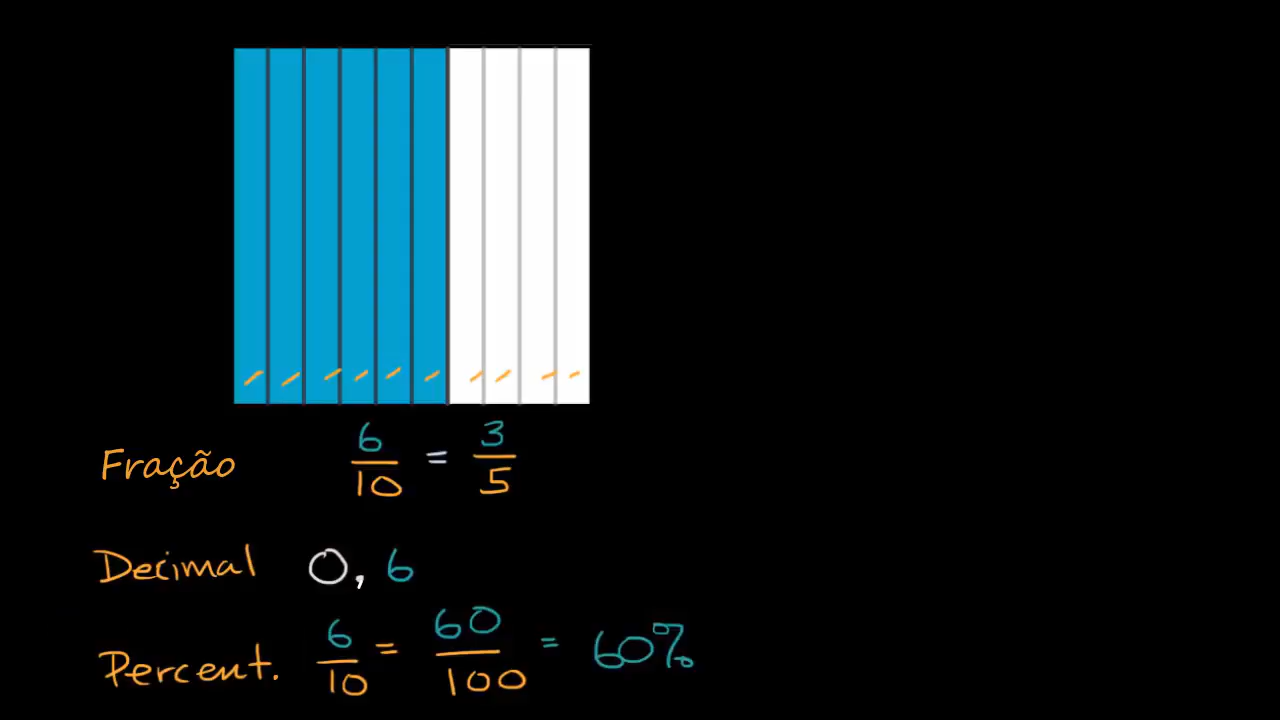 Fração 6/10 = 3/5
Decimal 0,6
Percent. 6/10 = 60/100 = 60%